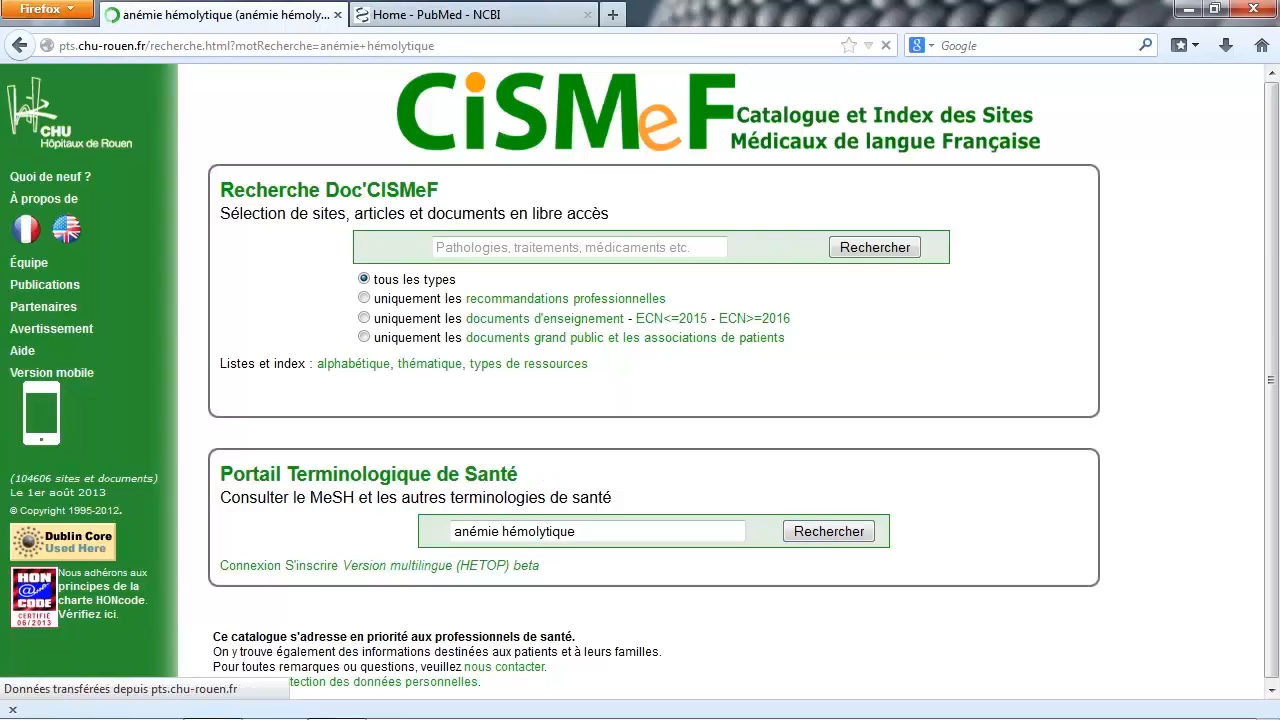 Firefox
anémie hémolytique (anémie hémoly...
Home - PubMed - NCBI
pts.chu-rouen.fr/recherche.html?motRecherche=anémie+hémolytique
Google
CHU
Hôpitaux de Rouen
Quoi de neuf ?
À propos de
Équipe
Publications
Partenaires
Avertissement
Aide
Version mobile
(104606 sites et documents)
Le 1er août 2013
© Copyright 1995-2012.
Dublin Core
Used Here
HON
@
CODE
CERTIFIÉ
06/2013
Nous adhérons aux
principes de la
charte HONcode.
Vérifiez ici.
CiSMeF
Catalogue et Index des Sites
Médicaux de langue Française
Recherche Doc'CISMeF
Sélection de sites, articles et documents en libre accès
Pathologies, traitements, médicaments etc.
Rechercher
tous les types
uniquement les recommandations professionnelles
uniquement les documents d'enseignement - ECN<=2015 - ECN>=2016
uniquement les documents grand public et les associations de patients
Listes et index : alphabétique, thématique, types de ressources
Portail Terminologique de Santé
Consulter le MeSH et les autres terminologies de santé
anémie hémolytique
Rechercher
Connexion S'inscrire Version multilingue (HETOP) beta
Ce catalogue s'adresse en priorité aux professionnels de santé.
On y trouve également des informations destinées aux patients et à leurs familles.
Pour toutes remarques ou questions, veuillez nous contacter.
tection des données personnelles.
Données transférées depuis pts.chu-rouen.fr